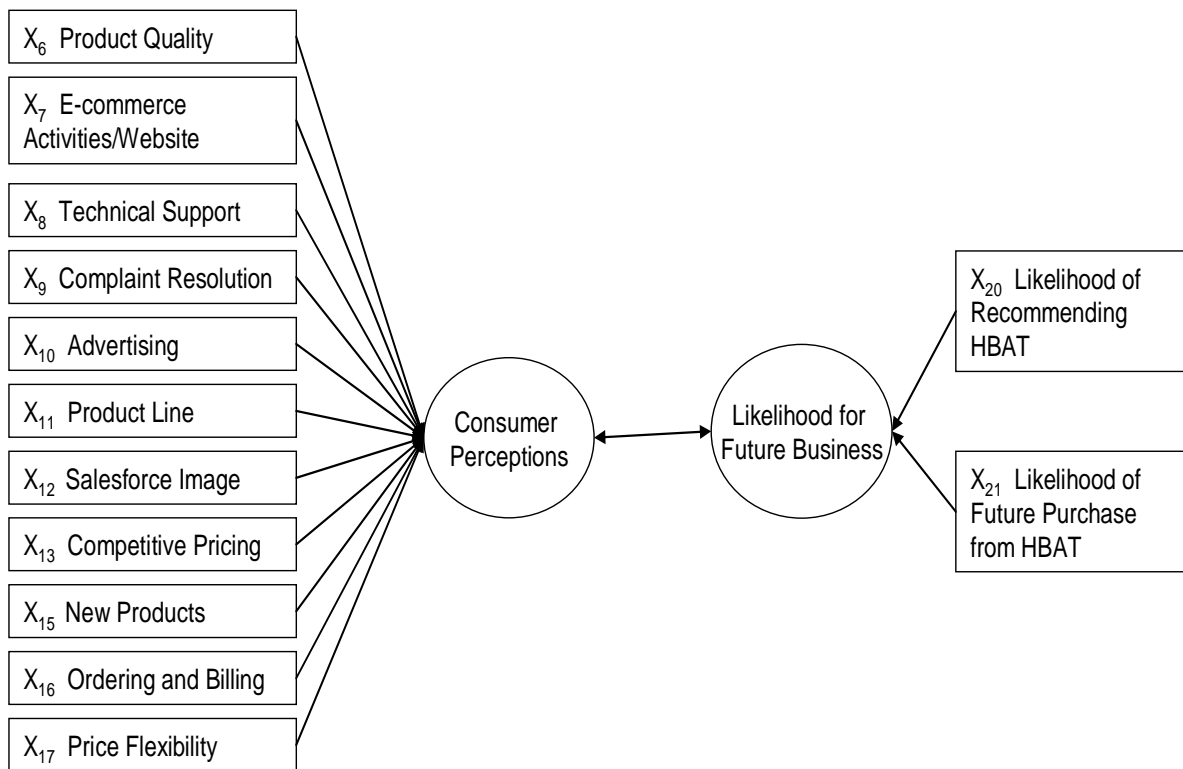 X6 Product Quality
X7 E-commerce
Activities/Website
X8 Technical Support
X9 Complaint Resolution
X10 Advertising
X11 Product Line
X12 Salesforce Image
X13 Competitive Pricing
X15 New Products
X16 Ordering and Billing
X17 Price Flexibility
Consumer
Perceptions
Likelihood for
Future Business
X20 Likelihood of
Recommending
HBAT
X21 Likelihood of
Future Purchase
from HBAT